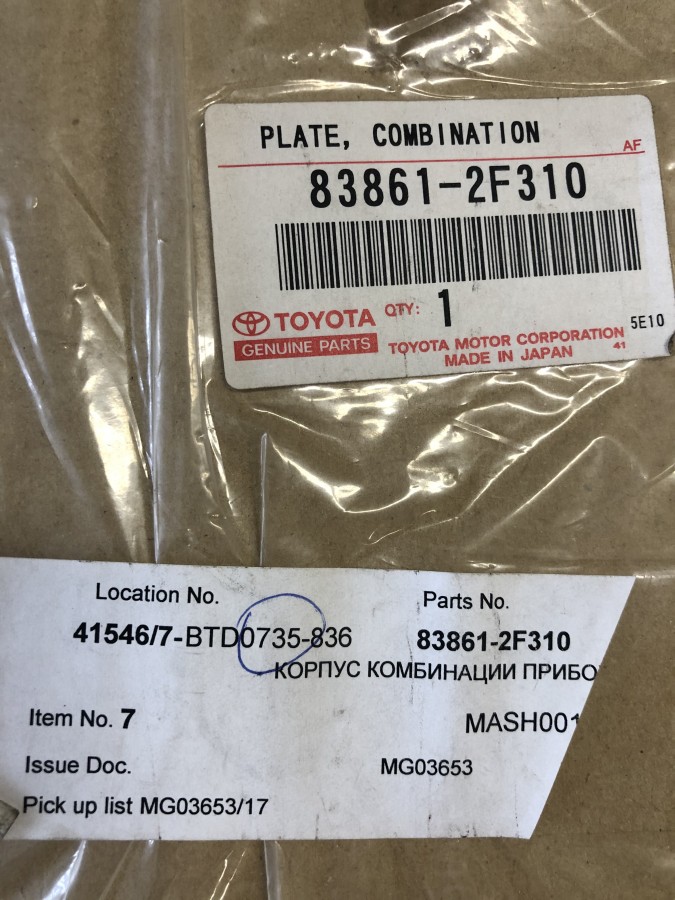 PLATE, COMBINATION
AF
83861-2F310
TOYOTA QTY: 1
5E10
GENUINE PARTS
TOYOTA MOTOR CORPORATION 41
MADE IN JAPAN
Location No. Parts No.
41546/7-BTD0735-836 83861-2F310
КОРПУС КОМБИНАЦИИ ПРИБО
Item No. 7 MASH001
Issue Doc. MG03653
Pick up list MG03653/17